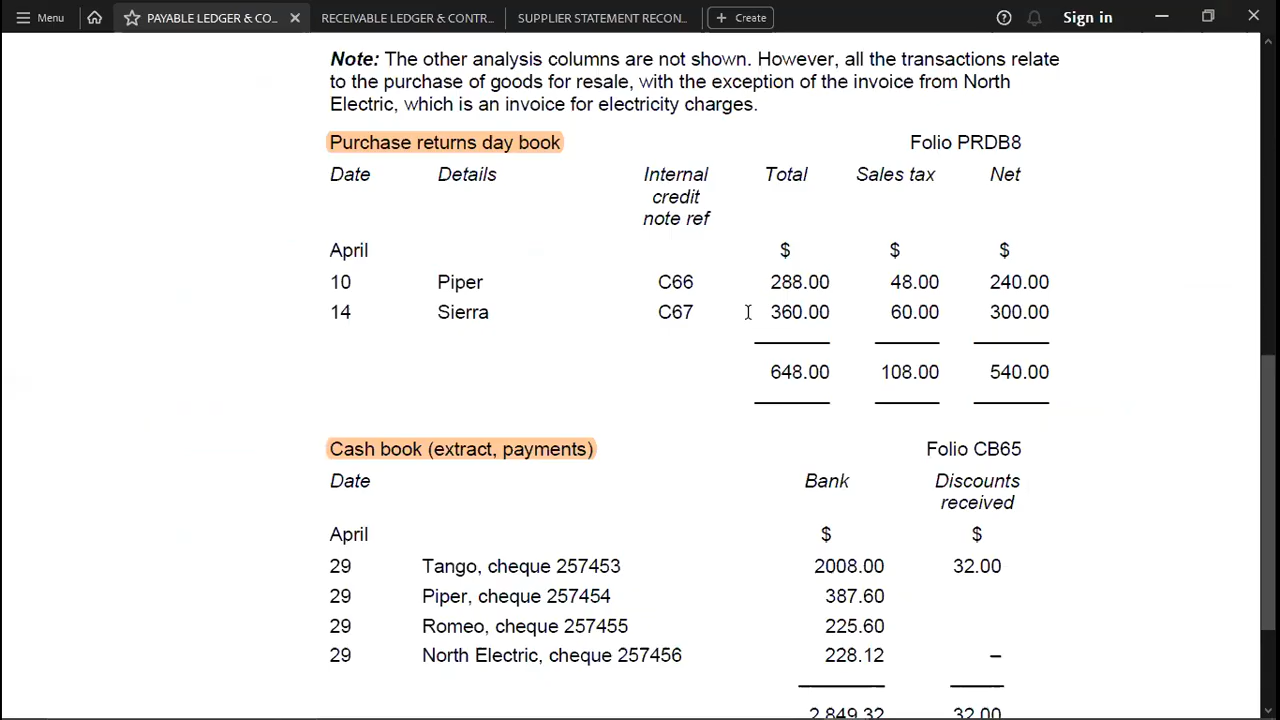 Menu PAYABLE LEDGER & CO... RECEIVABLE LEDGER & CONTR... SUPPLIER STATEMENT RECON... + Create Sign in
Note: The other analysis columns are not shown. However, all the transactions relate
to the purchase of goods for resale, with the exception of the invoice from North
Electric, which is an invoice for electricity charges.
Purchase returns day book Folio PRDB8
Date Details Internal Total Sales tax Net
credit
note ref
April $ $ $
10 Piper C66 288.00 48.00 240.00
14 Sierra C67 360.00 60.00 300.00
648.00 108.00 540.00
Cash book (extract, payments) Folio CB65
Date Bank Discounts
received
April $ $
29 Tango, cheque 257453 2008.00 32.00
29 Piper, cheque 257454 387.60
29 Romeo, cheque 257455 225.60
29 North Electric, cheque 257456 228.12 –
2,849.32 32.00